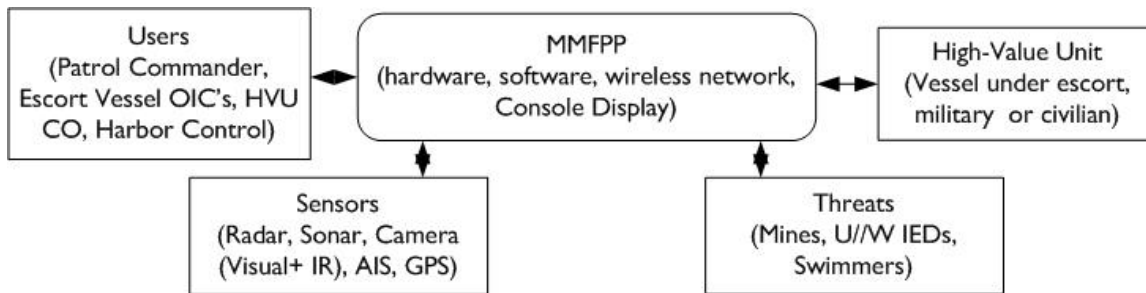 Users
(Patrol Commander,
Escort Vessel OIC's, HVU
CO, Harbor Control)
MMFPP
(hardware, software, wireless network,
Console Display)
High-Value Unit
(Vessel under escort,
military or civilian)
Sensors
(Radar, Sonar, Camera
(Visual+ IR), AIS, GPS)
Threats
(Mines, U//W IEDs,
Swimmers)